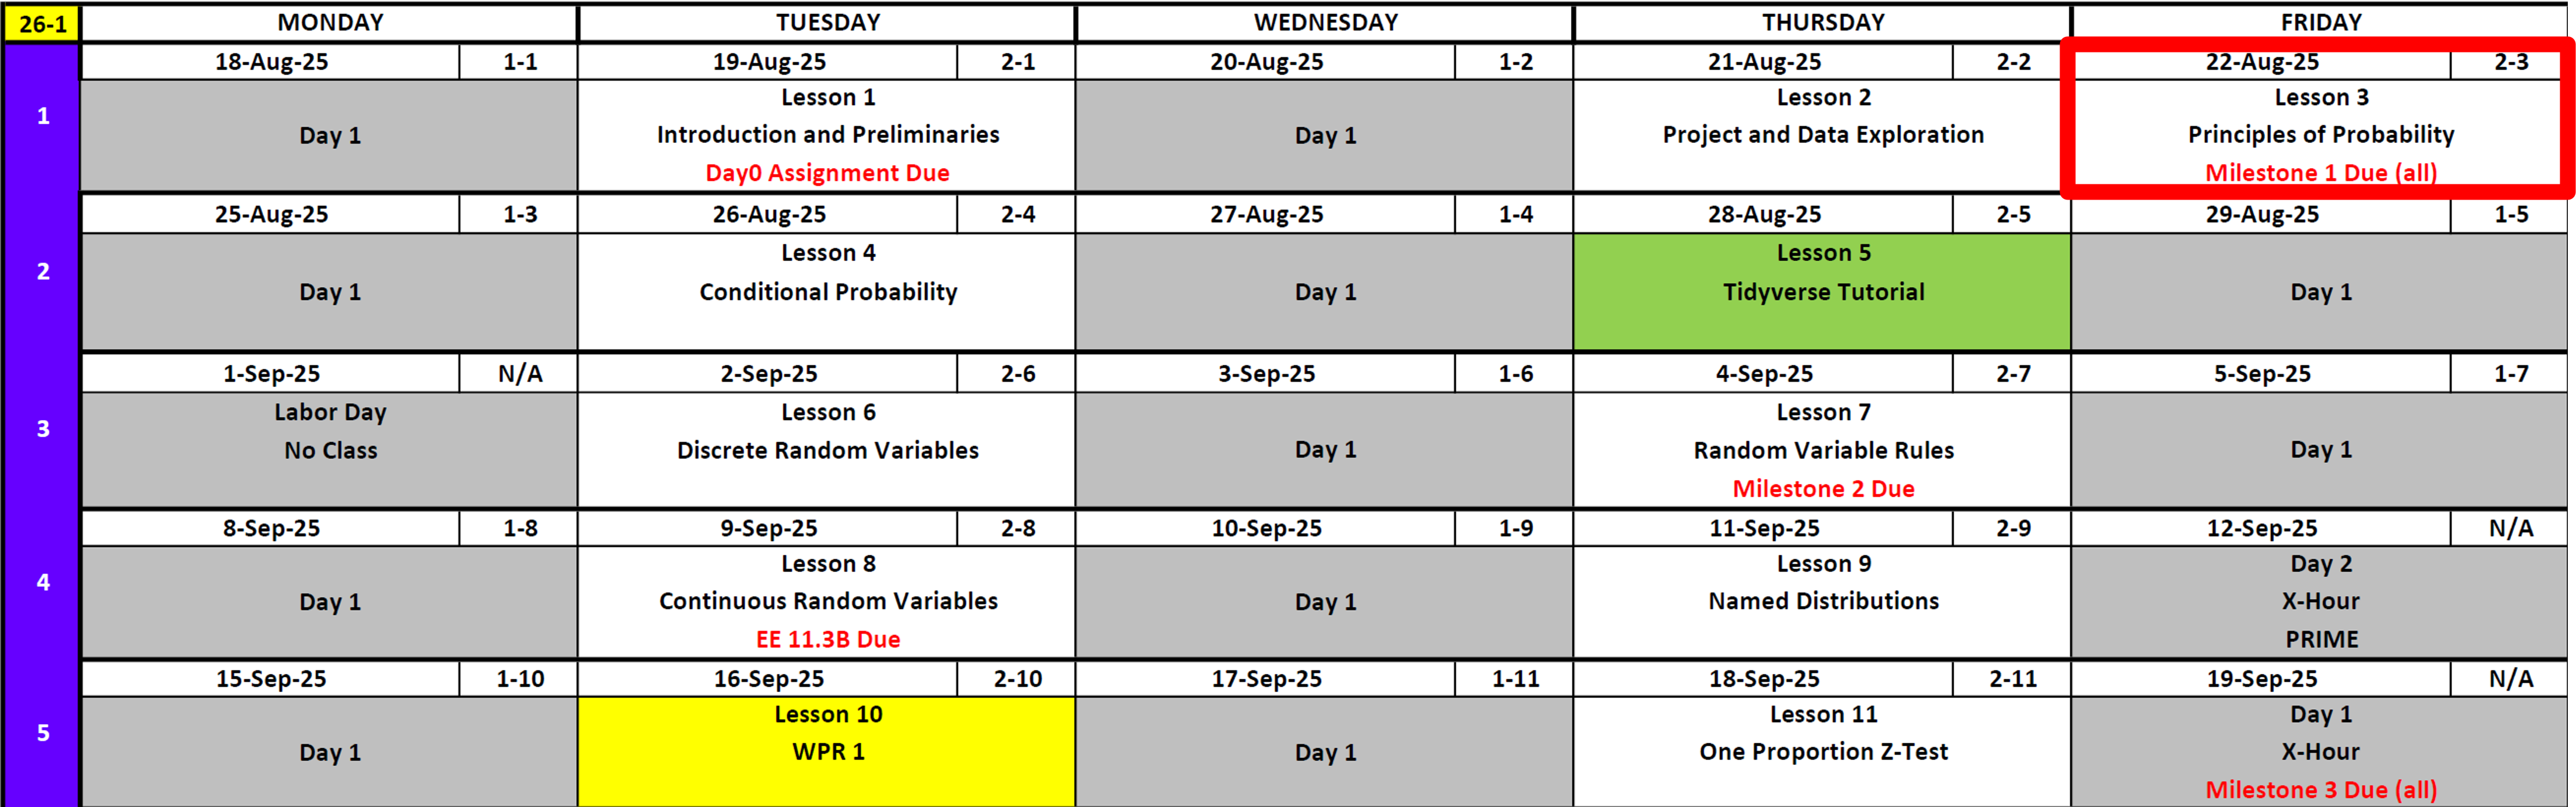 26-1 MONDAY TUESDAY WEDNESDAY THURSDAY FRIDAY
18-Aug-25 1-1 19-Aug-25 2-1 20-Aug-25 1-2 21-Aug-25 2-2 22-Aug-25 2-3
1
Day 1
Lesson 1
Introduction and Preliminaries
Day0 Assignment Due
Day 1
Lesson 2
Project and Data Exploration
Lesson 3
Principles of Probability
Milestone 1 Due (all)
25-Aug-25 1-3 26-Aug-25 2-4 27-Aug-25 1-4 28-Aug-25 2-5 29-Aug-25 1-5
2
Day 1
Lesson 4
Conditional Probability
Day 1
Lesson 5
Tidyverse Tutorial
Day 1
1-Sep-25 N/A 2-Sep-25 2-6 3-Sep-25 1-6 4-Sep-25 2-7 5-Sep-25 1-7
3
Labor Day
No Class
Lesson 6
Discrete Random Variables
Day 1
Lesson 7
Random Variable Rules
Milestone 2 Due
Day 1
8-Sep-25 1-8 9-Sep-25 2-8 10-Sep-25 1-9 11-Sep-25 2-9 12-Sep-25 N/A
4
Day 1
Lesson 8
Continuous Random Variables
EE 11.3B Due
Day 1
Lesson 9
Named Distributions
Day 2
X-Hour
PRIME
15-Sep-25 1-10 16-Sep-25 2-10 17-Sep-25 1-11 18-Sep-25 2-11 19-Sep-25 N/A
5
Day 1
Lesson 10
WPR 1
Day 1
Lesson 11
One Proportion Z-Test
Day 1
X-Hour
Milestone 3 Due (all)